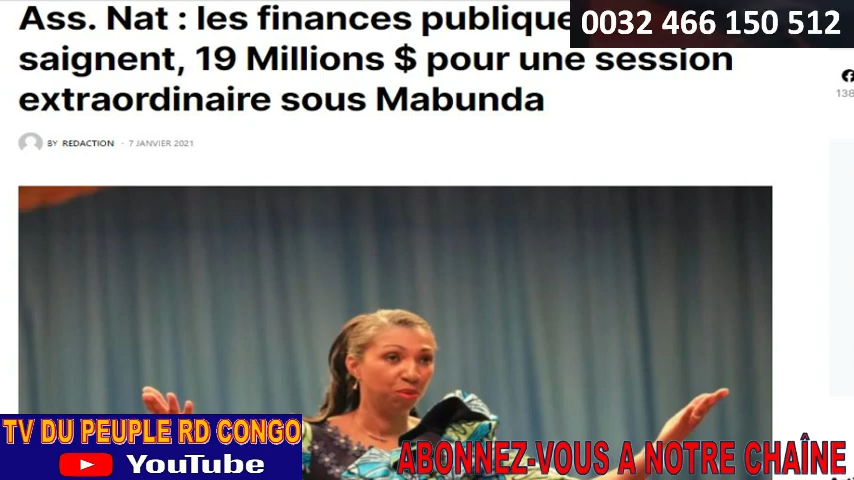 Ass. Nat : les finances publique
0032 466 150 512
saignent, 19 Millions $ pour une session
extraordinaire sous Mabunda
138
BY REDACTION · 7 JANVIER 2021
TV DU PEUPLE RD CONGO
YouTube
ABONNEZ-VOUS A NOTRE CHAÎNE